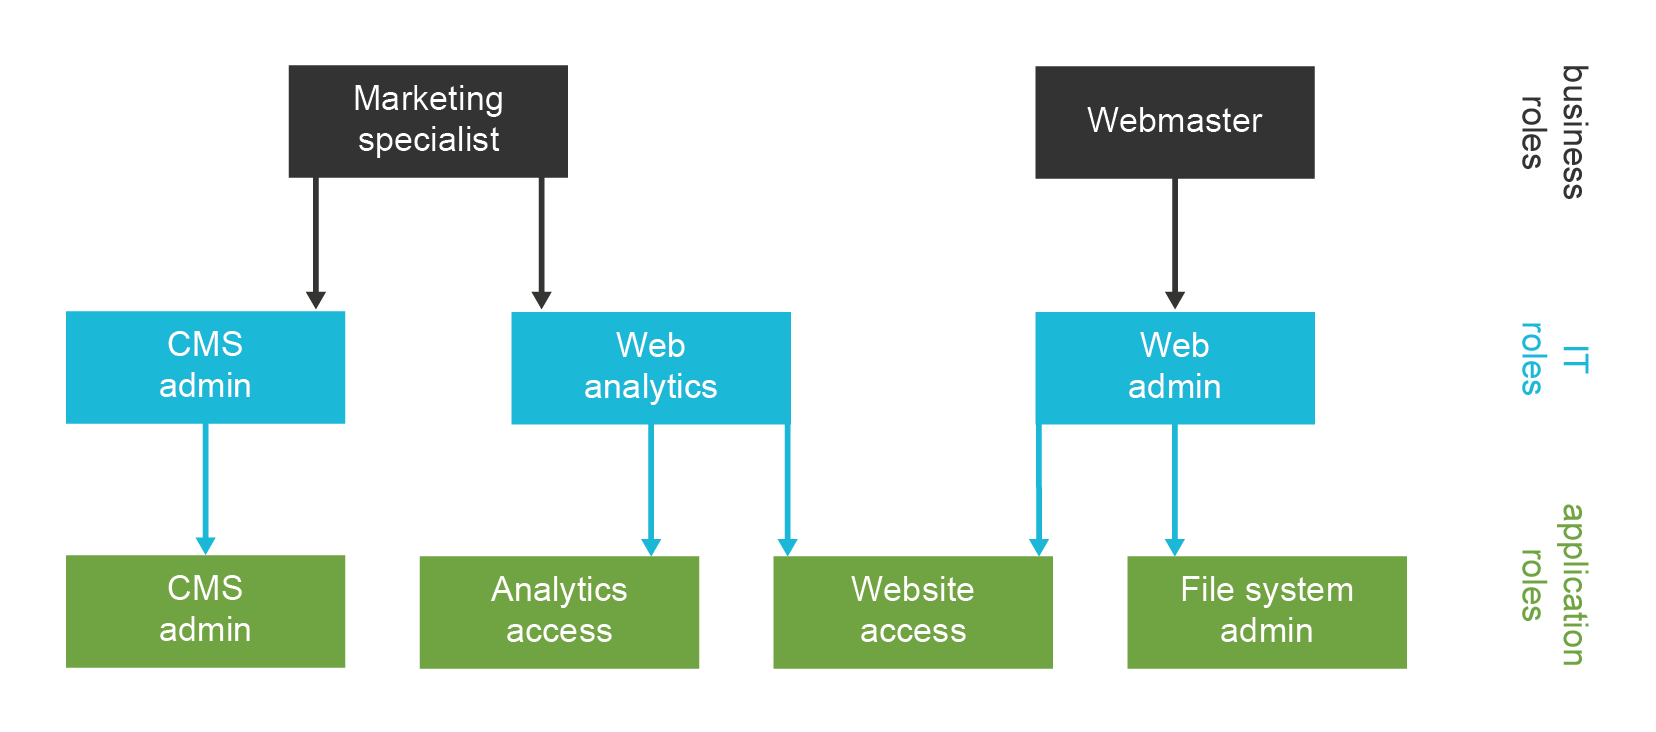 Marketing
specialist
Webmaster
business
roles
CMS
admin
Web
analytics
Web
admin
IT
roles
CMS
admin
Analytics
access
Website
access
File system
admin
application
roles